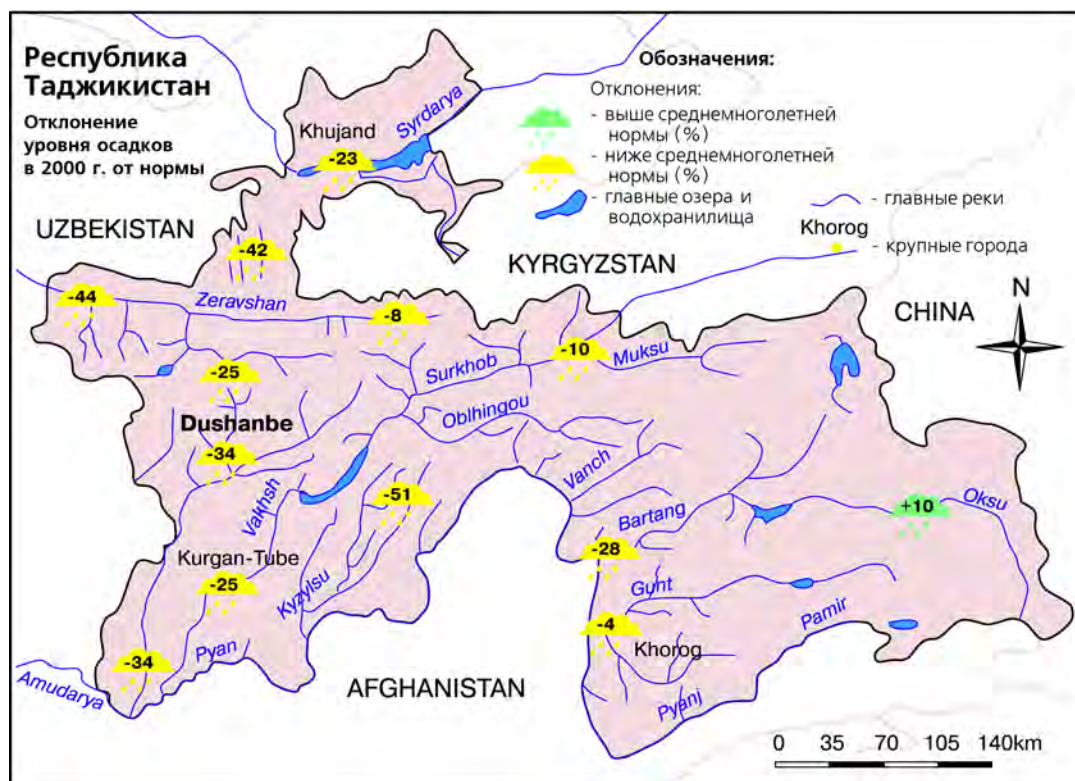 Республика
Таджикистан
Отклонение
уровня осадков
в 2000 г. от нормы
Обозначения:
Отклонения:
- выше среднемноголетней
нормы (%)
- ниже среднемноголетней
нормы (%)
- главные озера и
водохранилища
- главные реки
Khorog
- крупные города
Khujand
Syrdarya
-23
UZBEKISTAN
-42
KYRGYZSTAN
CHINA
N
-44
Zeravshan
-8
-10
Muksu
Surkhob
-25
Oblhingou
Dushanbe
-34
Vanch
Vakhsh
-51
Bartang
+10
Oksu
-28
Kurgan-Tube
-25
Kyzylsu
Gunt
-4
Pamir
Khorog
Pyan
-34
Amudarya
AFGHANISTAN
Pyanj
0 35 70 105 140km